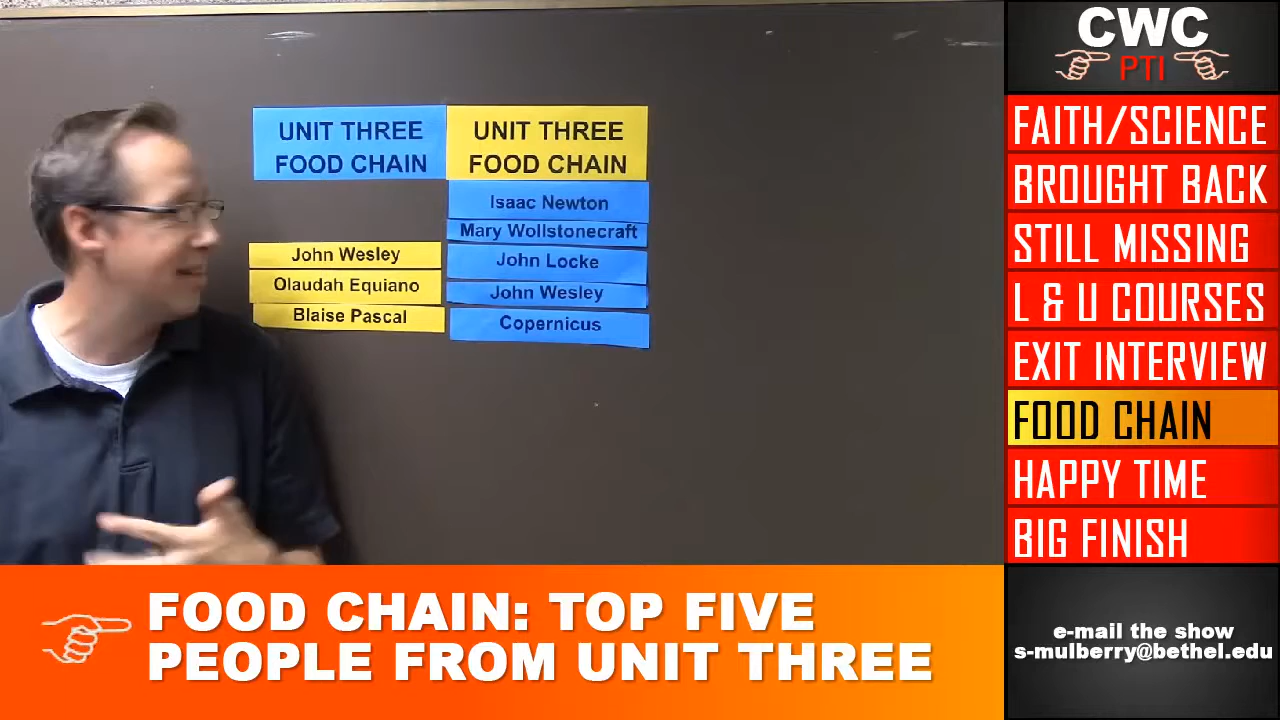 UNIT THREE
FOOD CHAIN
John Wesley
Olaudah Equiano
Blaise Pascal
UNIT THREE
FOOD CHAIN
Isaac Newton
Mary Wollstonecraft
John Locke
John Wesley
Copernicus
CWC
PTI
FAITH/SCIENCE
BROUGHT BACK
STILL MISSING
L & U COURSES
EXIT INTERVIEW
FOOD CHAIN
HAPPY TIME
BIG FINISH
FOOD CHAIN: TOP FIVE
PEOPLE FROM UNIT THREE
e-mail the show
s-mulberry@bethel.edu